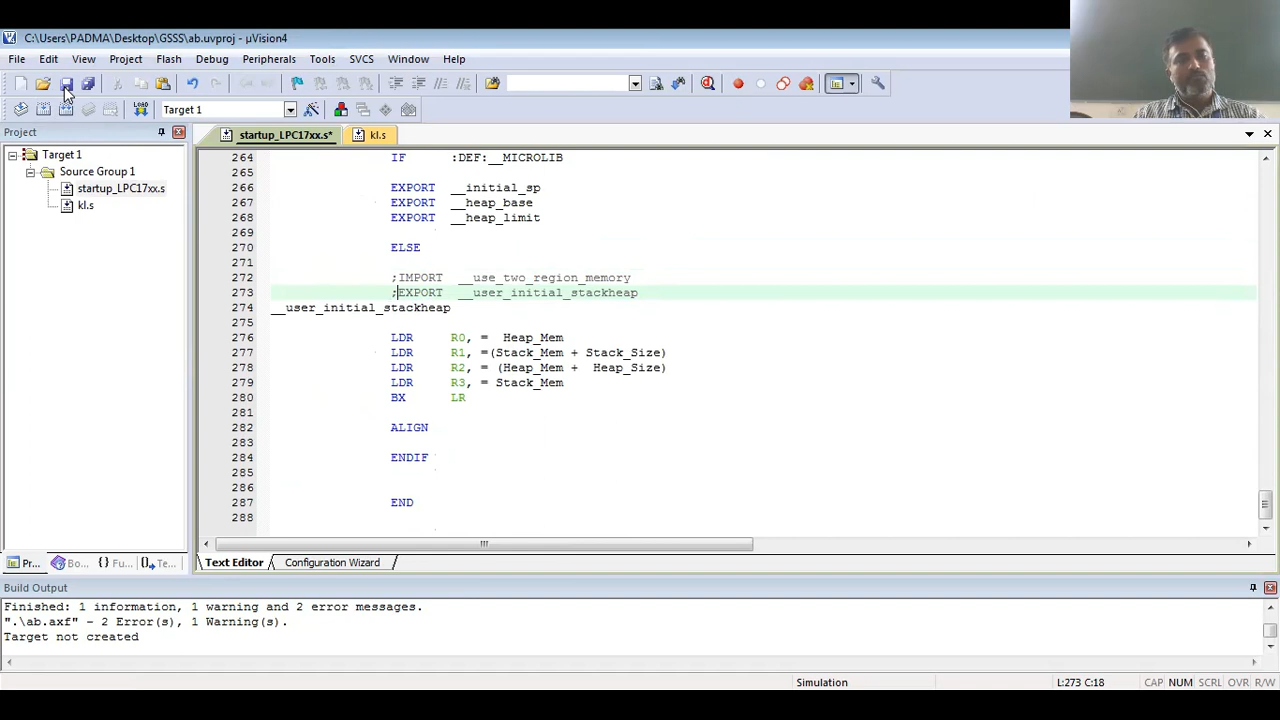 C:\Users\PADMA\Desktop\GSSS\ab.uvproj - µVision4
File Edit View Project Flash Debug Peripherals Tools SVCS Window Help
LOAD Target 1
Project
startup_LPC17xx.s* kl.s
Target 1
Source Group 1
startup_LPC17xx.s
kl.s
264 IF :DEF:__MICROLIB
265
266 EXPORT __initial_sp
267 EXPORT __heap_base
268 EXPORT __heap_limit
269
270 ELSE
271
272 ;IMPORT __use_two_region_memory
273 ;EXPORT __user_initial_stackheap
274 __user_initial_stackheap
275
276 LDR R0, = Heap_Mem
277 LDR R1, =(Stack_Mem + Stack_Size)
278 LDR R2, = (Heap_Mem + Heap_Size)
279 LDR R3, = Stack_Mem
280 BX LR
281
282 ALIGN
283
284 ENDIF
285
286
287 END
288
Pr... Bo... {} Fu... Te...
Text Editor Configuration Wizard
Build Output
Finished: 1 information, 1 warning and 2 error messages.
".\ab.axf" - 2 Error(s), 1 Warning(s).
Target not created
Simulation L:273 C:18 CAP NUM SCRL OVR R/W